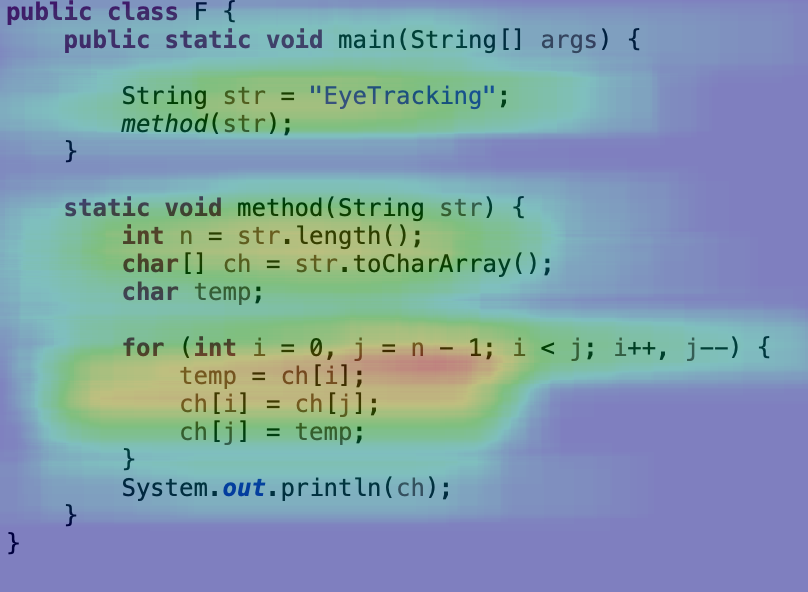 public class F {
    public static void main(String[] args) {
        String str = "EyeTracking";
        method(str);
    }
    static void method(String str) {
        int n = str.length();
        char[] ch = str.toCharArray();
        char temp;
        for (int i = 0, j = n - 1; i < j; i++, j--) {
            temp = ch[i];
            ch[i] = ch[j];
            ch[j] = temp;
        }
        System.out.println(ch);
    }
}